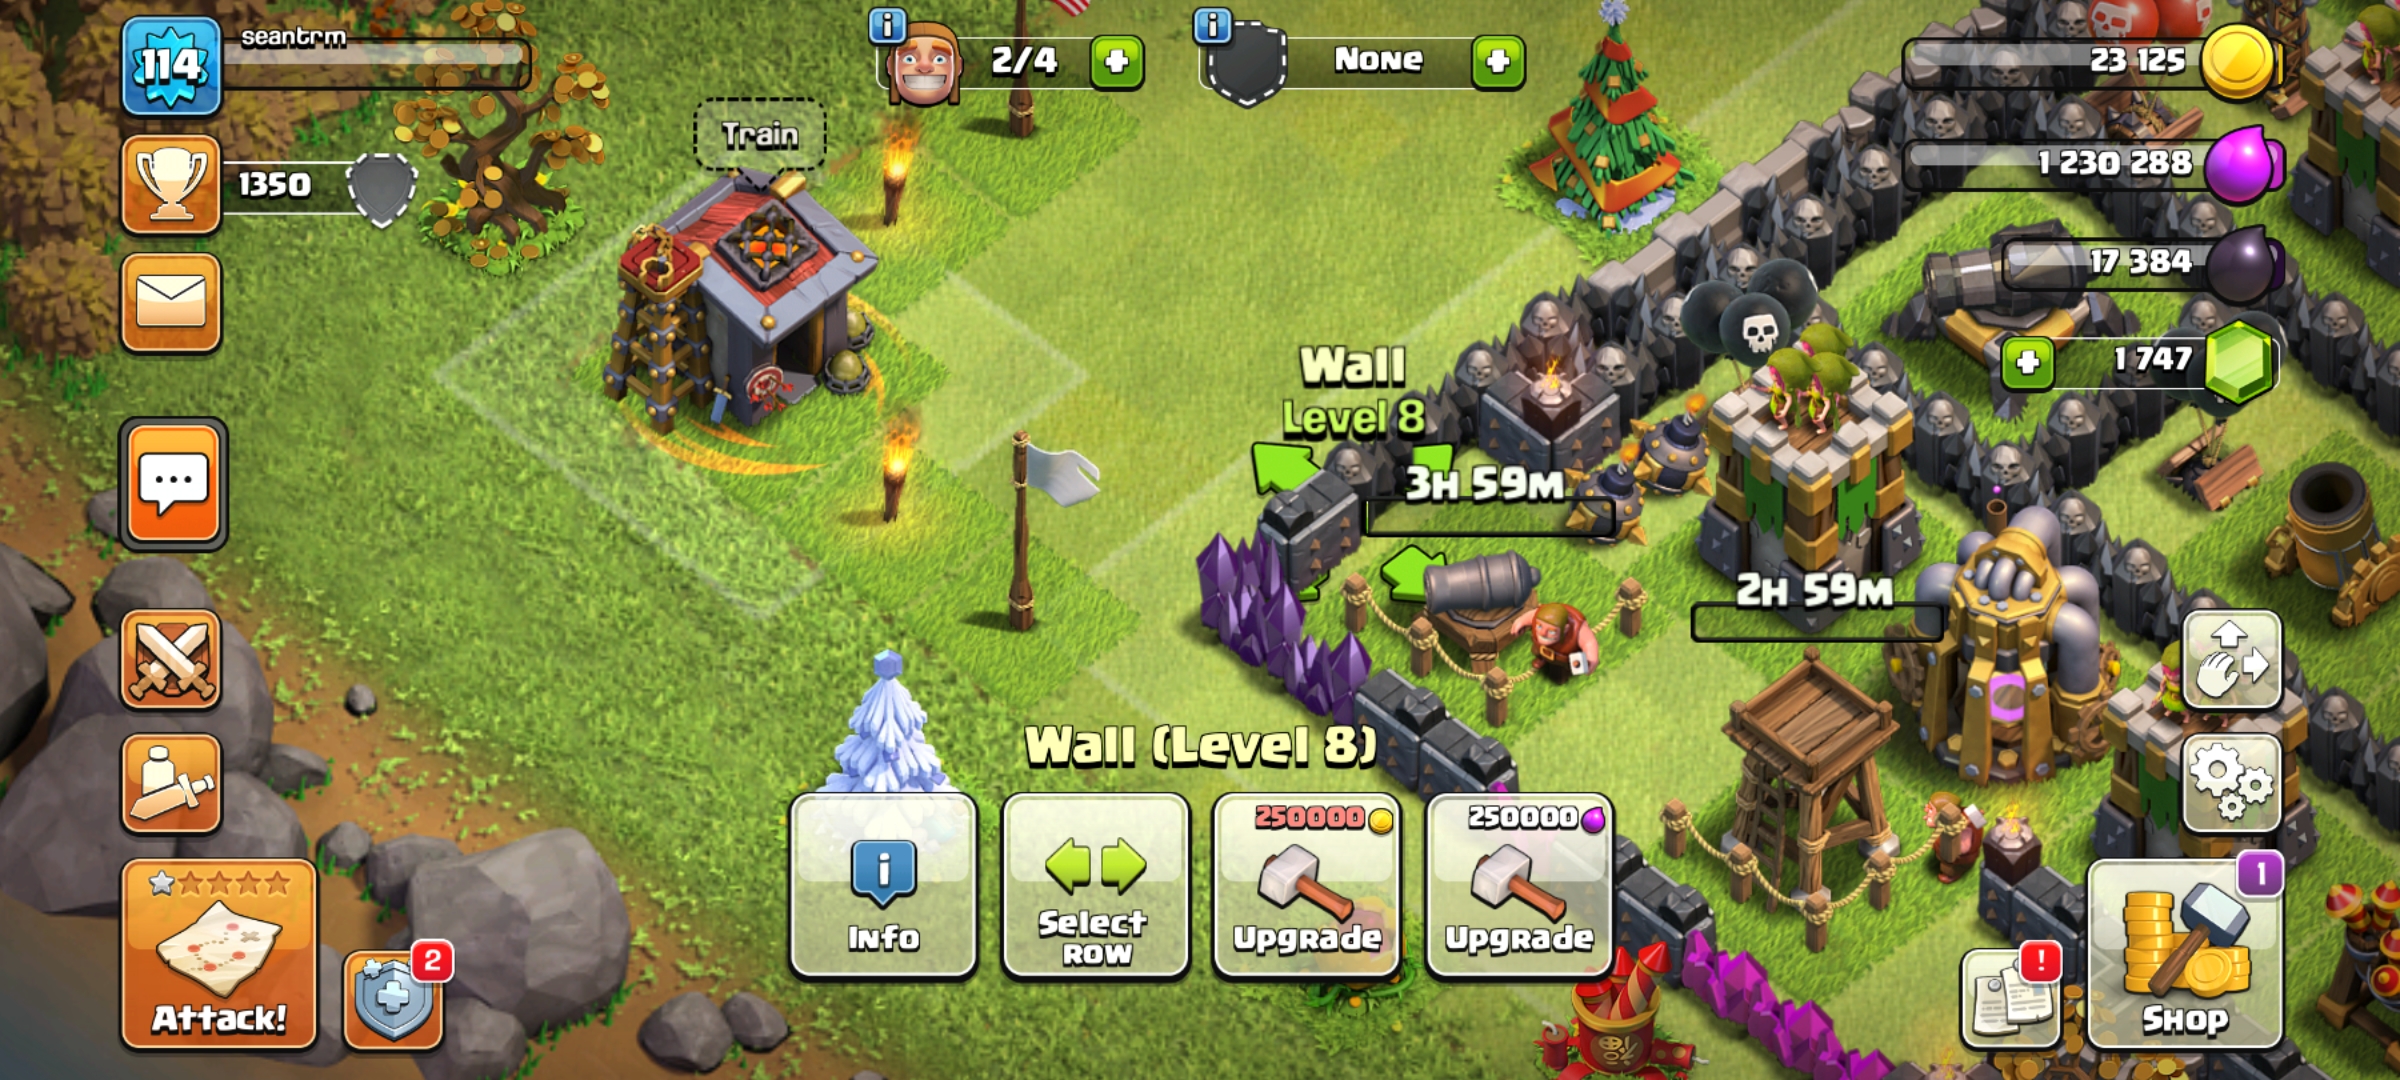 114
seantrm
2/4
None
23 125
Train
1350
1 230 288
17 384
1 747
Wall
Level 8
3H 59M
2H 59M
Wall (Level 8)
Info
Select
Row
250000
Upgrade
250000
Upgrade
Attack!
2
!
1
Shop